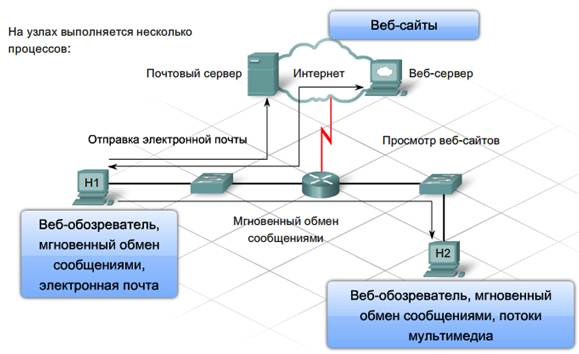 На узлах выполняется несколько
процессов:
Веб-сайты
Почтовый сервер
Интернет
Веб-сервер
Отправка электронной почты
Просмотр веб-сайтов
H1
Мгновенный обмен
сообщениями
Веб-обозреватель,
мгновенный обмен
сообщениями,
электронная почта
H2
Веб-обозреватель, мгновенный
обмен сообщениями, потоки
мультимедиа